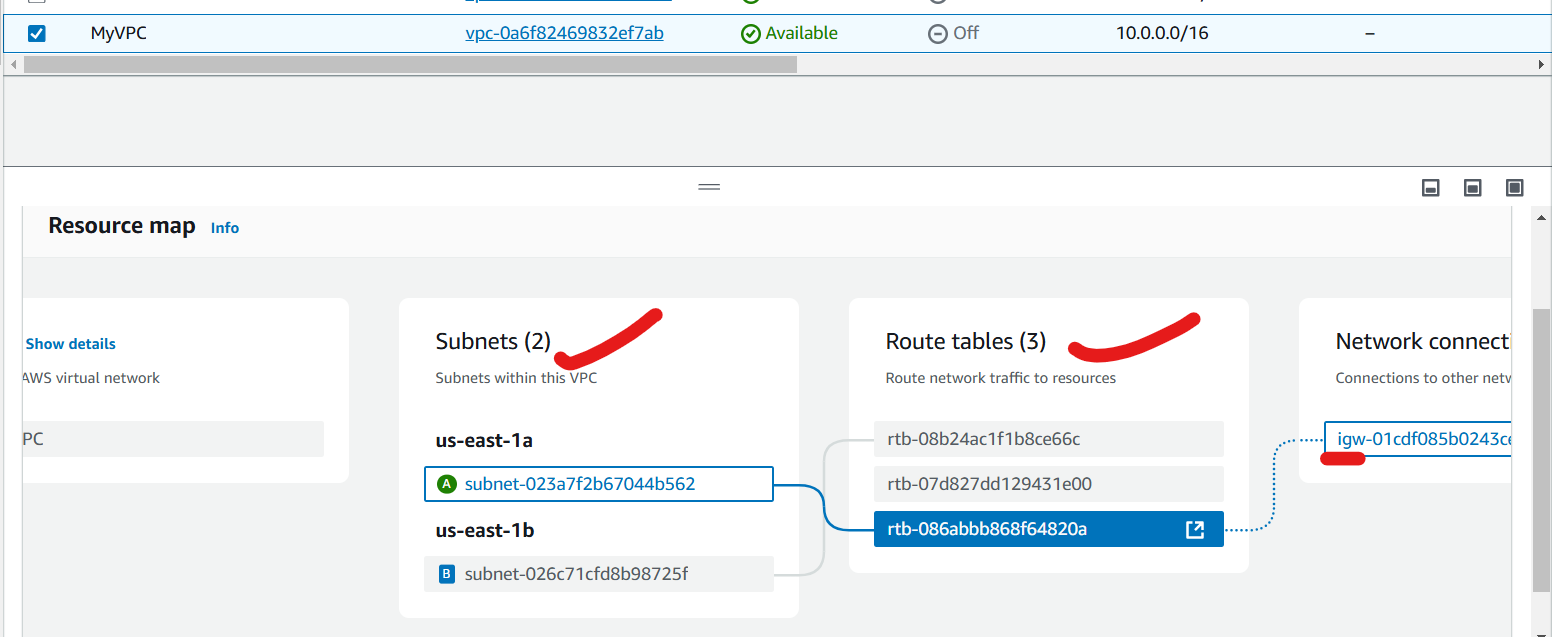 MyVPC vpc-0a6f82469832ef7ab Available Off 10.0.0.0/16 –
Resource map Info
Show details
AWS virtual network
PC
Subnets (2)
Subnets within this VPC
us-east-1a
A subnet-023a7f2b67044b562
us-east-1b
B subnet-026c71cfd8b98725f
Route tables (3)
Route network traffic to resources
rtb-08b24ac1f1b8ce66c
rtb-07d827dd129431e00
rtb-086abbb868f64820a
Network connecti
Connections to other netw
igw-01cdf085b0243ce